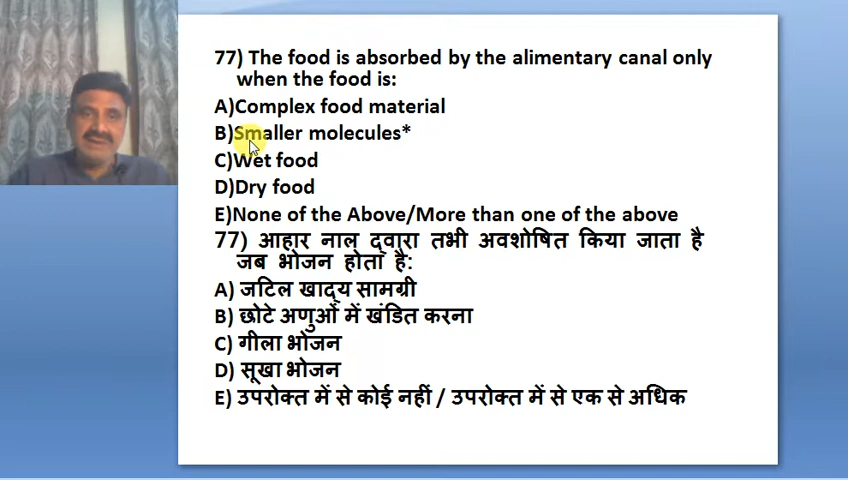 77) The food is absorbed by the alimentary canal only
when the food is:
A)Complex food material
B)Smaller molecules*
C)Wet food
D)Dry food
E)None of the Above/More than one of the above
77) आहार नाल द्वारा तभी अवशोषित किया जाता है
जब भोजन होता है:
A) जटिल खाद्य सामग्री
B) छोटे अणुओं में खंडित करना
C) गीला भोजन
D) सूखा भोजन
E) उपरोक्त में से कोई नहीं / उपरोक्त में से एक से अधिक